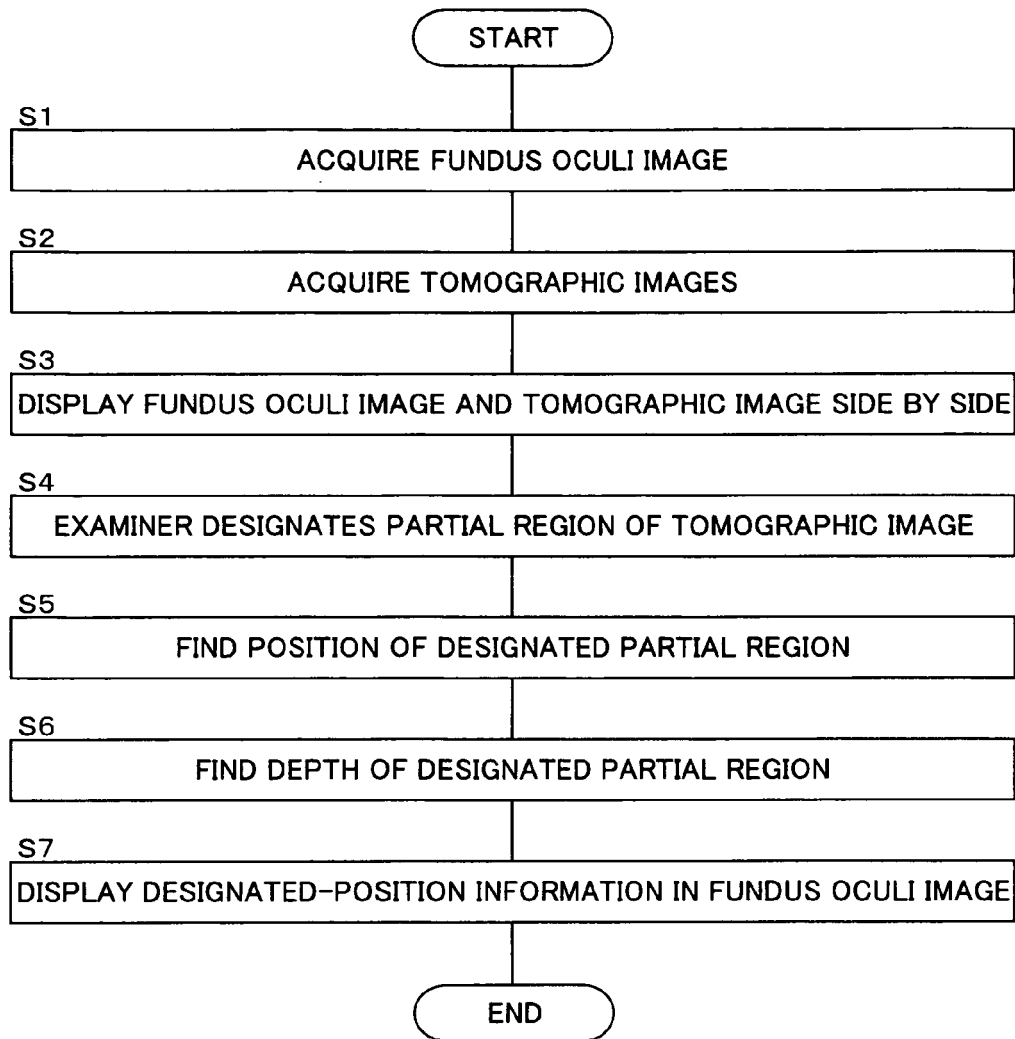 START
S1
ACQUIRE FUNDUS OCULI IMAGE
S2
ACQUIRE TOMOGRAPHIC IMAGES
S3
DISPLAY FUNDUS OCULI IMAGE AND TOMOGRAPHIC IMAGE SIDE BY SIDE
S4
EXAMINER DESIGNATES PARTIAL REGION OF TOMOGRAPHIC IMAGE
S5
FIND POSITION OF DESIGNATED PARTIAL REGION
S6
FIND DEPTH OF DESIGNATED PARTIAL REGION
S7
DISPLAY DESIGNATED-POSITION INFORMATION IN FUNDUS OCULI IMAGE
END